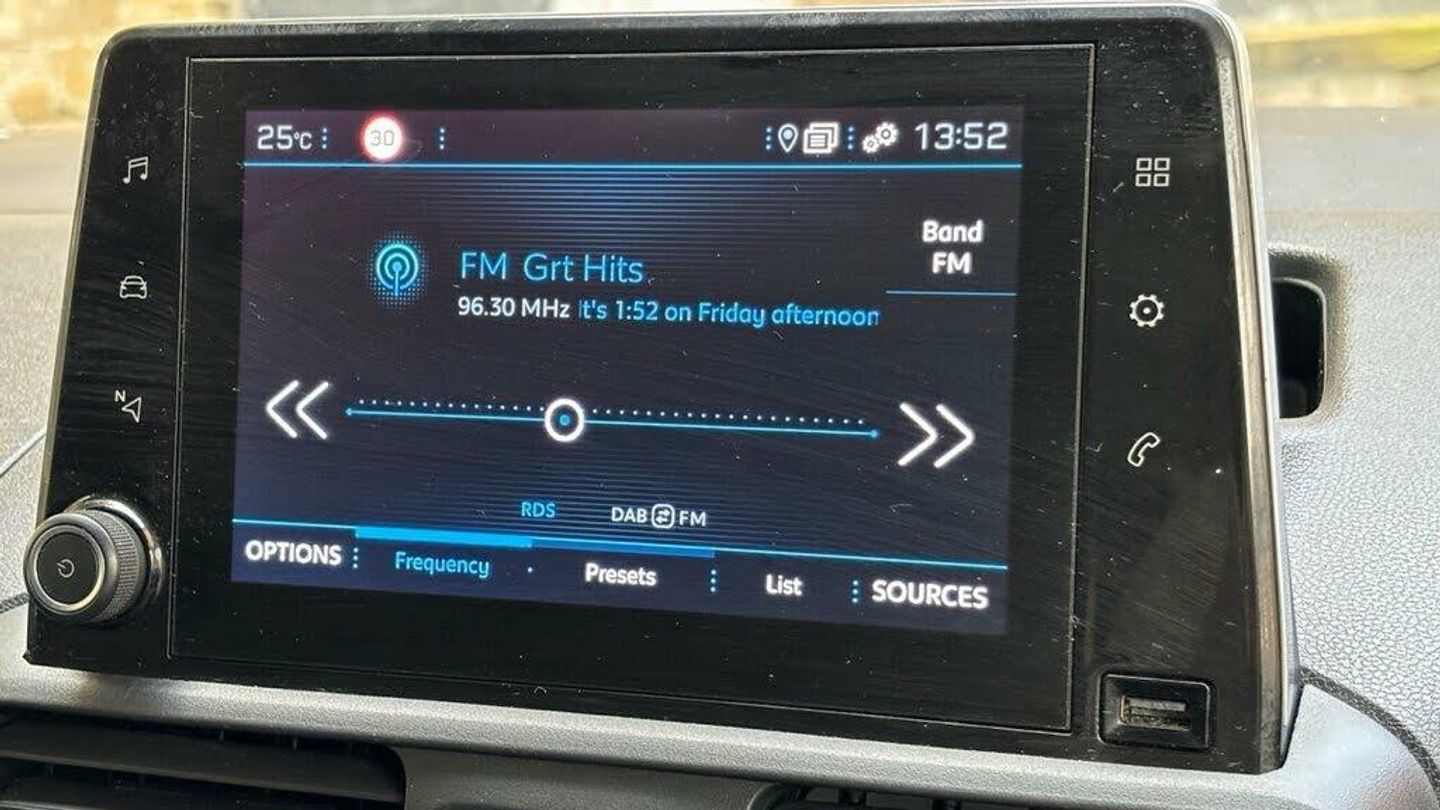 25°C 30 13:52
Band
FM
FM Grt Hits
96.30 MHz It's 1:52 on Friday afternoon
N
RDS DAB FM
OPTIONS Frequency Presets List SOURCES